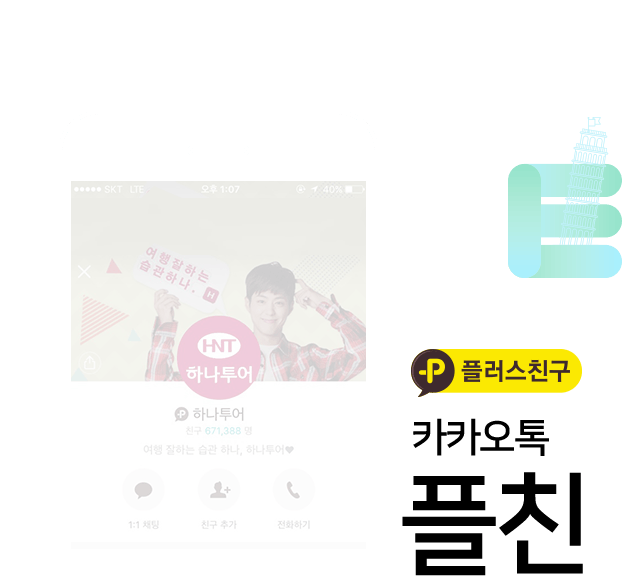 SKT LTE 오후 1:07 40%
여행잘하는
습관하나.
H
HNT
하나투어
하나투어
친구 671,388 명
여행 잘하는 습관 하나, 하나투어♥
1:1 채팅 친구 추가 전화하기
플러스친구
카카오톡
플친